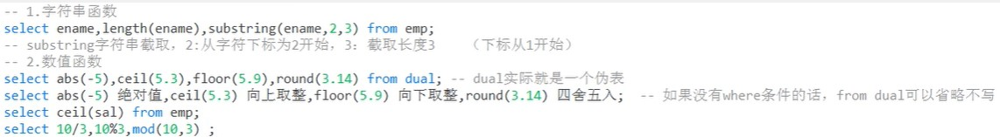 -- 1.字符串函数
select ename,length(ename),substring(ename,2,3) from emp;
-- substring字符串截取，2:从字符下标为2开始，3：截取长度3    （下标从1开始）
-- 2.数值函数
select abs(-5),ceil(5.3),floor(5.9),round(3.14) from dual; -- dual实际就是一个伪表
select abs(-5) 绝对值,ceil(5.3) 向上取整,floor(5.9) 向下取整,round(3.14) 四舍五入;  -- 如果没有where条件的话，from dual可以省略不写
select ceil(sal) from emp;
select 10/3,10%3,mod(10,3) ;